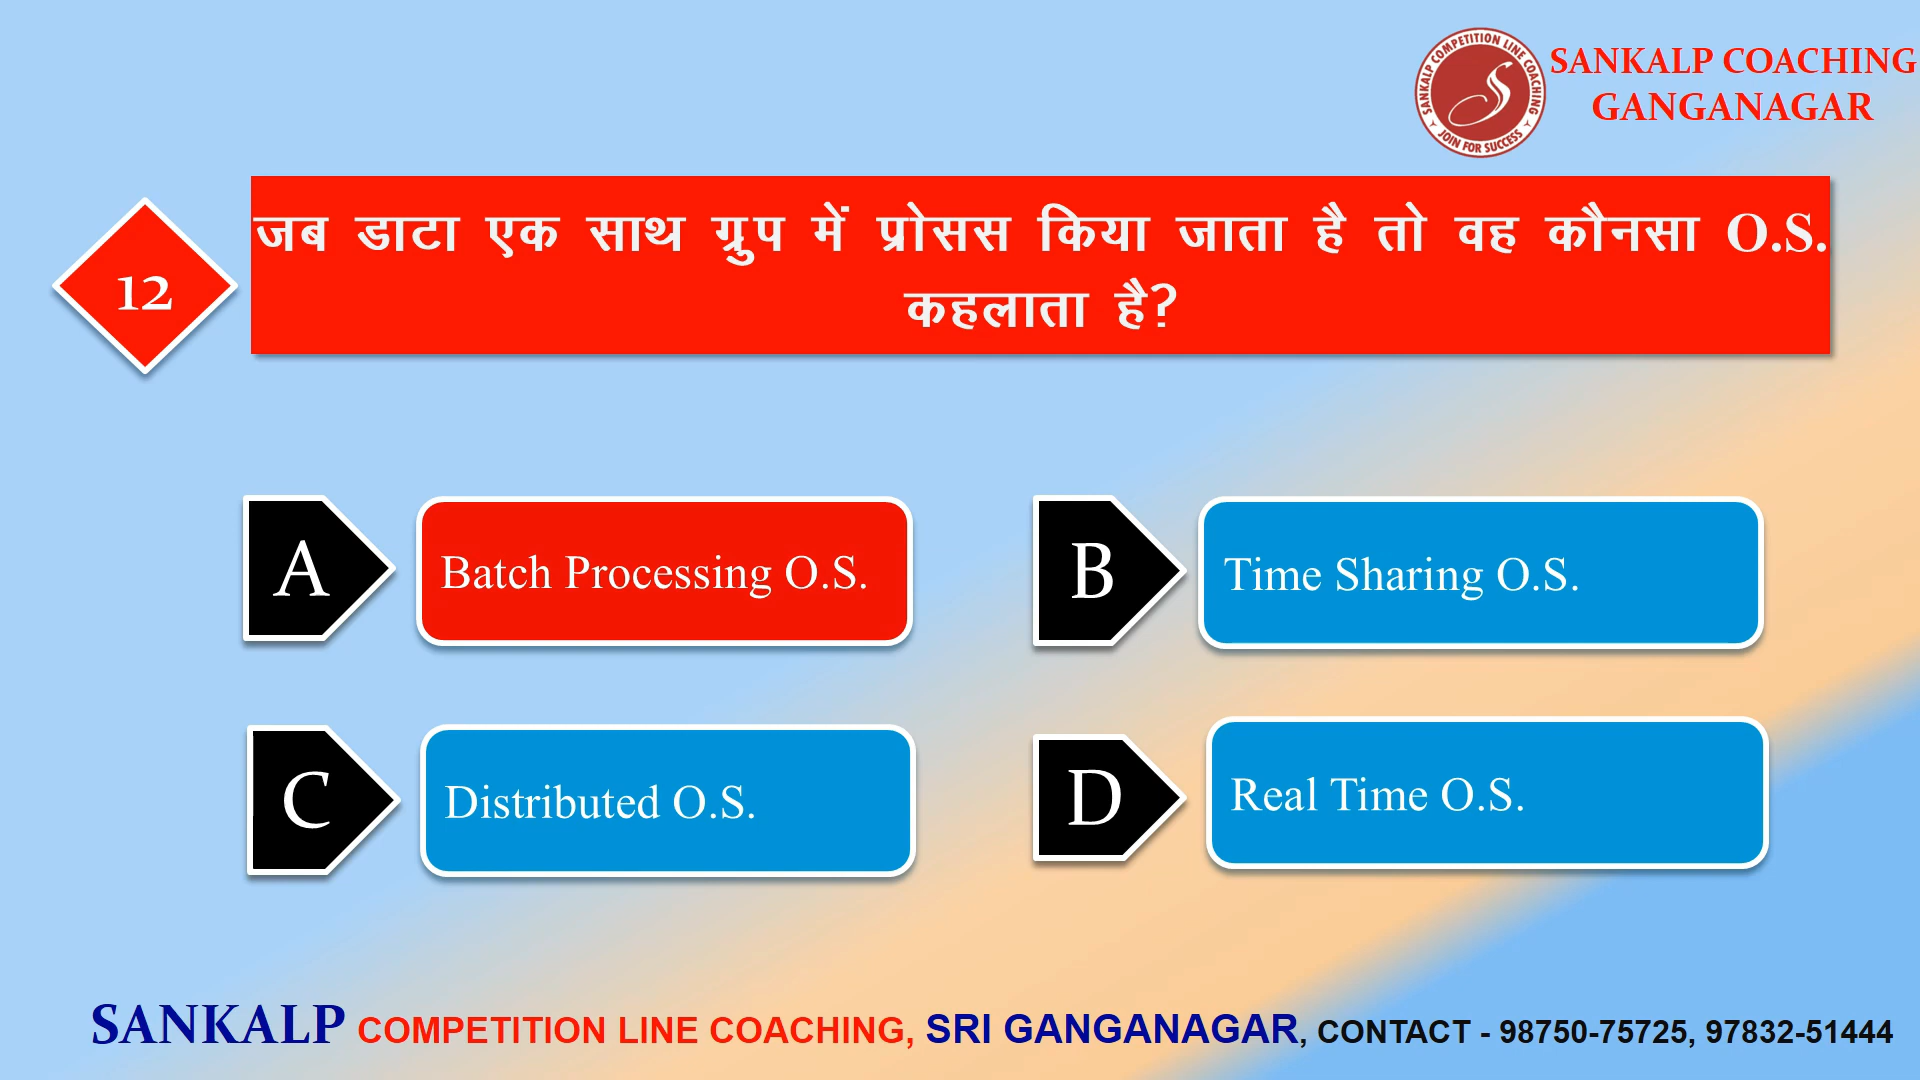 SANKALP COMPETITION LINE COACHING
JOIN FOR SUCCESS
SANKALP COACHING
GANGANAGAR
12
जब डाटा एक साथ ग्रुप में प्रोसस किया जाता है तो वह कौनसा O.S.
कहलाता है?
A
Batch Processing O.S.
B
Time Sharing O.S.
C
Distributed O.S.
D
Real Time O.S.
SANKALP COMPETITION LINE COACHING, SRI GANGANAGAR, CONTACT - 98750-75725, 97832-51444